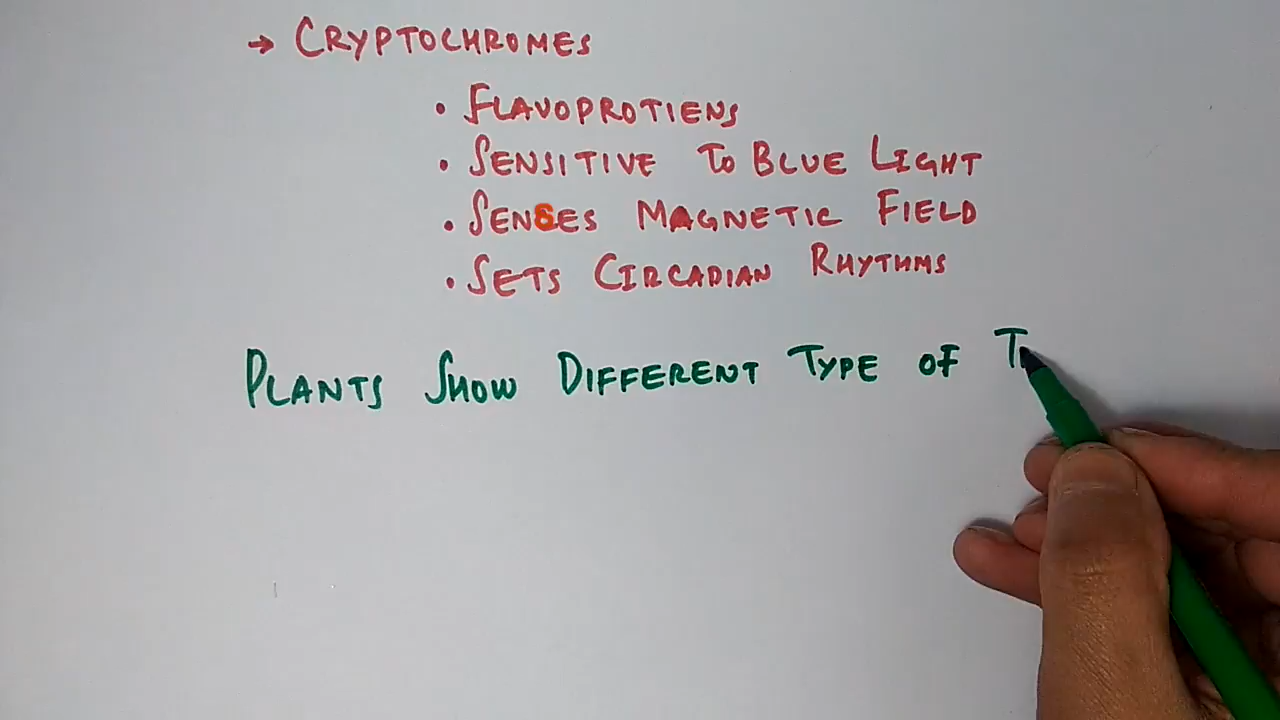 → CRYPTOCHROMES
• FLAVOPROTIENS
• SENSITIVE TO BLUE LIGHT
• SENSES MAGNETIC FIELD
• SETS CIRCADIAN RHYTHMS
PLANTS SHOW DIFFERENT TYPE OF